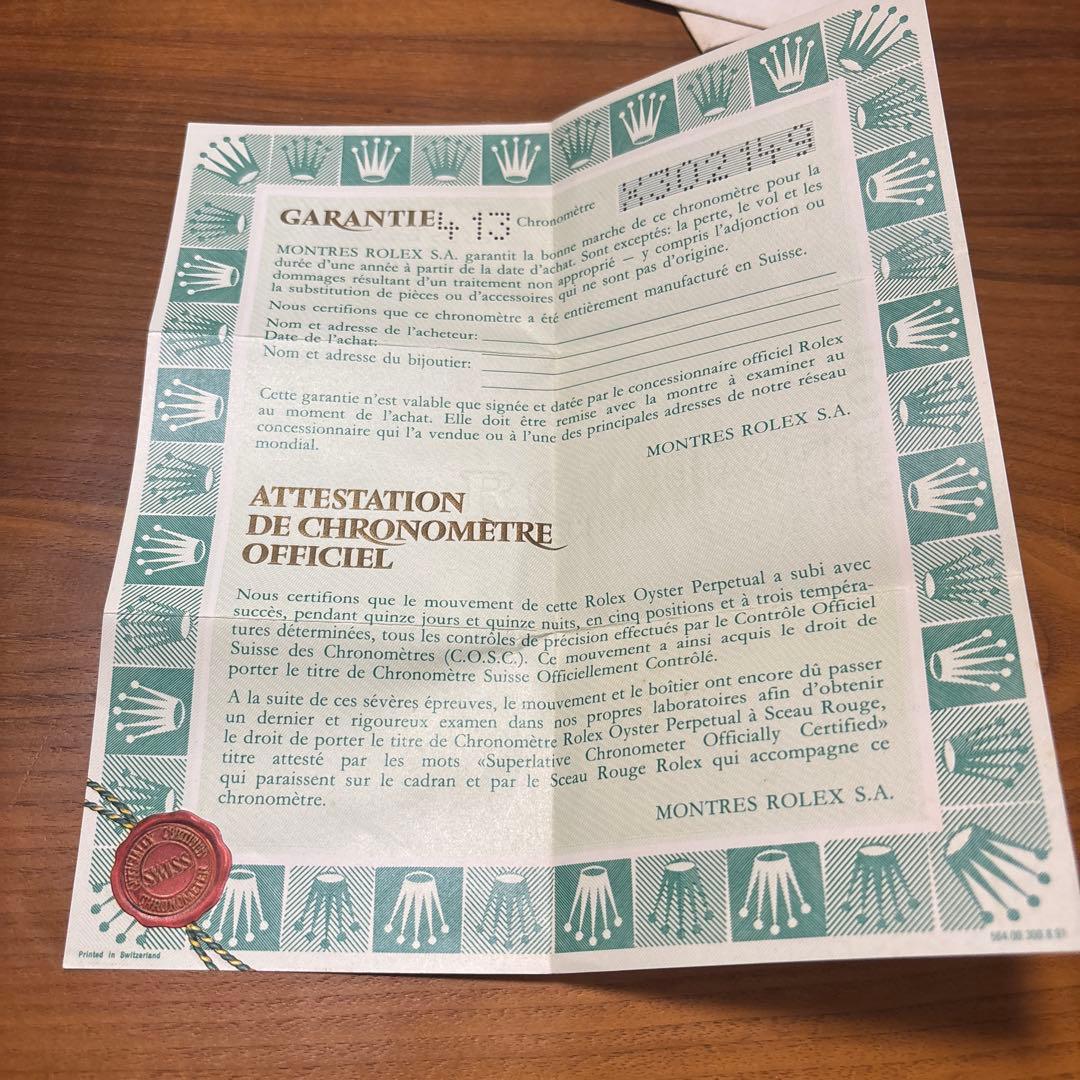 GARANTIE 413 Chronomètre
MONTRES ROLEX S.A. garantit la bonne marche de ce chronomètre pour la
durée d'une année à partir de la date d'achat. Sont exceptés: la perte, le vol et les
dommages résultant d'un traitement non approprié – y compris l'adjonction ou
la substitution de pièces ou d'accessoires qui ne sont pas d'origine.
Nous certifions que ce chronomètre a été entièrement manufacturé en Suisse.
Nom et adresse de l'acheteur:
Date de l'achat:
Nom et adresse du bijoutier:
Cette garantie n'est valable que signée et datée par le concessionaire officiel Rolex
au moment de l'achat. Elle doit être remise avec la montre à examiner au
concessionnaire qui l'a vendue ou à l'une des principales adresses de notre réseau
mondial.
MONTRES ROLEX S.A.
ATTESTATION
DE CHRONOMÈTRE
OFFICIEL
Nous certifions que le mouvement de cette Rolex Oyster Perpetual a subi avec
succès, pendant quinze jours et quinze nuits, en cinq positions et à trois tempéra-
tures déterminées, tous les contrôles de précision effectués par le Contrôle Officiel
Suisse des Chronomètres (C.O.S.C.). Ce mouvement a ainsi acquis le droit de
porter le titre de Chronomètre Suisse Officiellement Contrôlé.
A la suite de ces sévères épreuves, le mouvement et le boîtier ont encore dû passer
un dernier et rigoureux examen dans nos propres laboratoires afin d'obtenir
le droit de porter le titre de Chronomètre Rolex Oyster Perpetual à Sceau Rouge,
titre attesté par les mots «Superlative Chronometer Officially Certified»
qui paraissent sur le cadran et par le Sceau Rouge Rolex qui accompagne ce
chronomètre.
MONTRES ROLEX S.A.
OFFICIALLY CERTIFIED
SWISS
CHRONOMETER
Printed in Switzerland
564.00.300.8.91